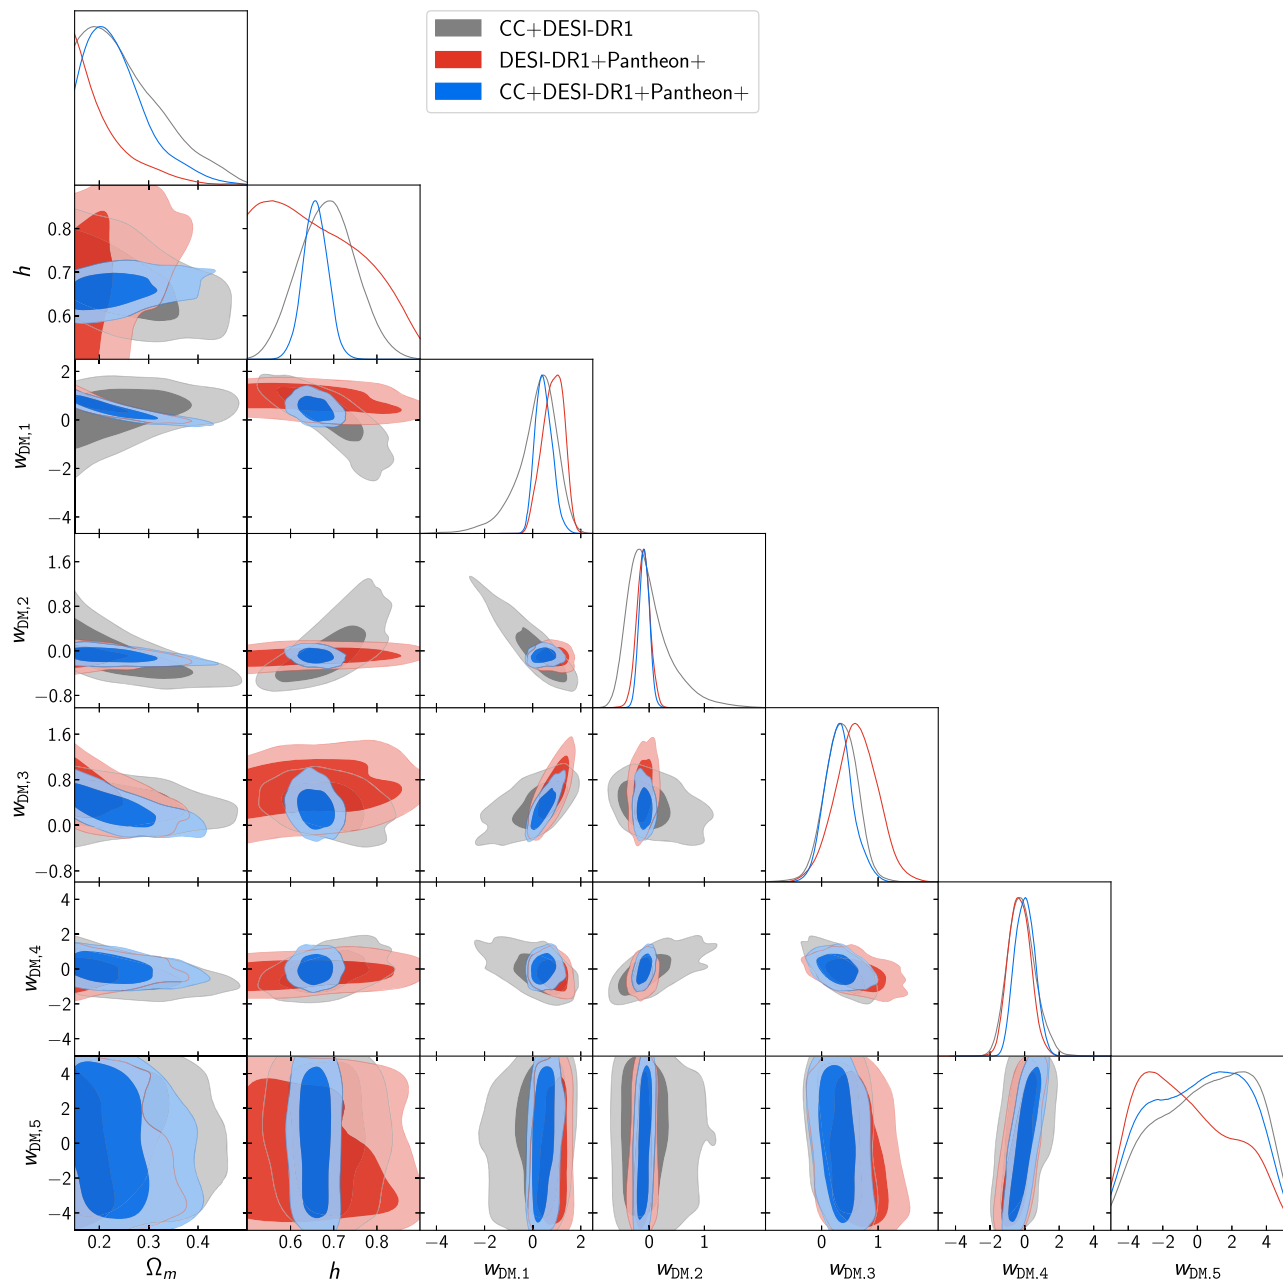 CC+DESI-DR1
DESI-DR1+Pantheon+
CC+DESI-DR1+Pantheon+
h
0.8
0.7
0.6
w_DM,1
2
0
−2
−4
w_DM,2
1.6
0.8
0.0
−0.8
w_DM,3
1.6
0.8
0.0
−0.8
w_DM,4
4
2
0
−2
−4
w_DM,5
4
2
0
−2
−4
0.2 0.3 0.4
0.6 0.7 0.8
−4 −2 0 2
0 1
0 1
−4 −2 0 2 4
−4 −2 0 2 4
Ω_m
h
w_DM,1
w_DM,2
w_DM,3
w_DM,4
w_DM,5